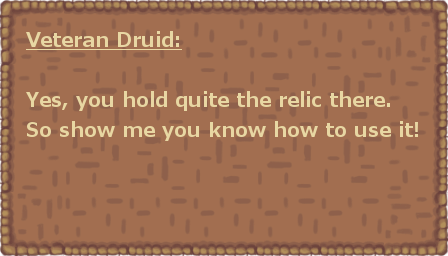 Veteran Druid:
Yes, you hold quite the relic there.
So show me you know how to use it!